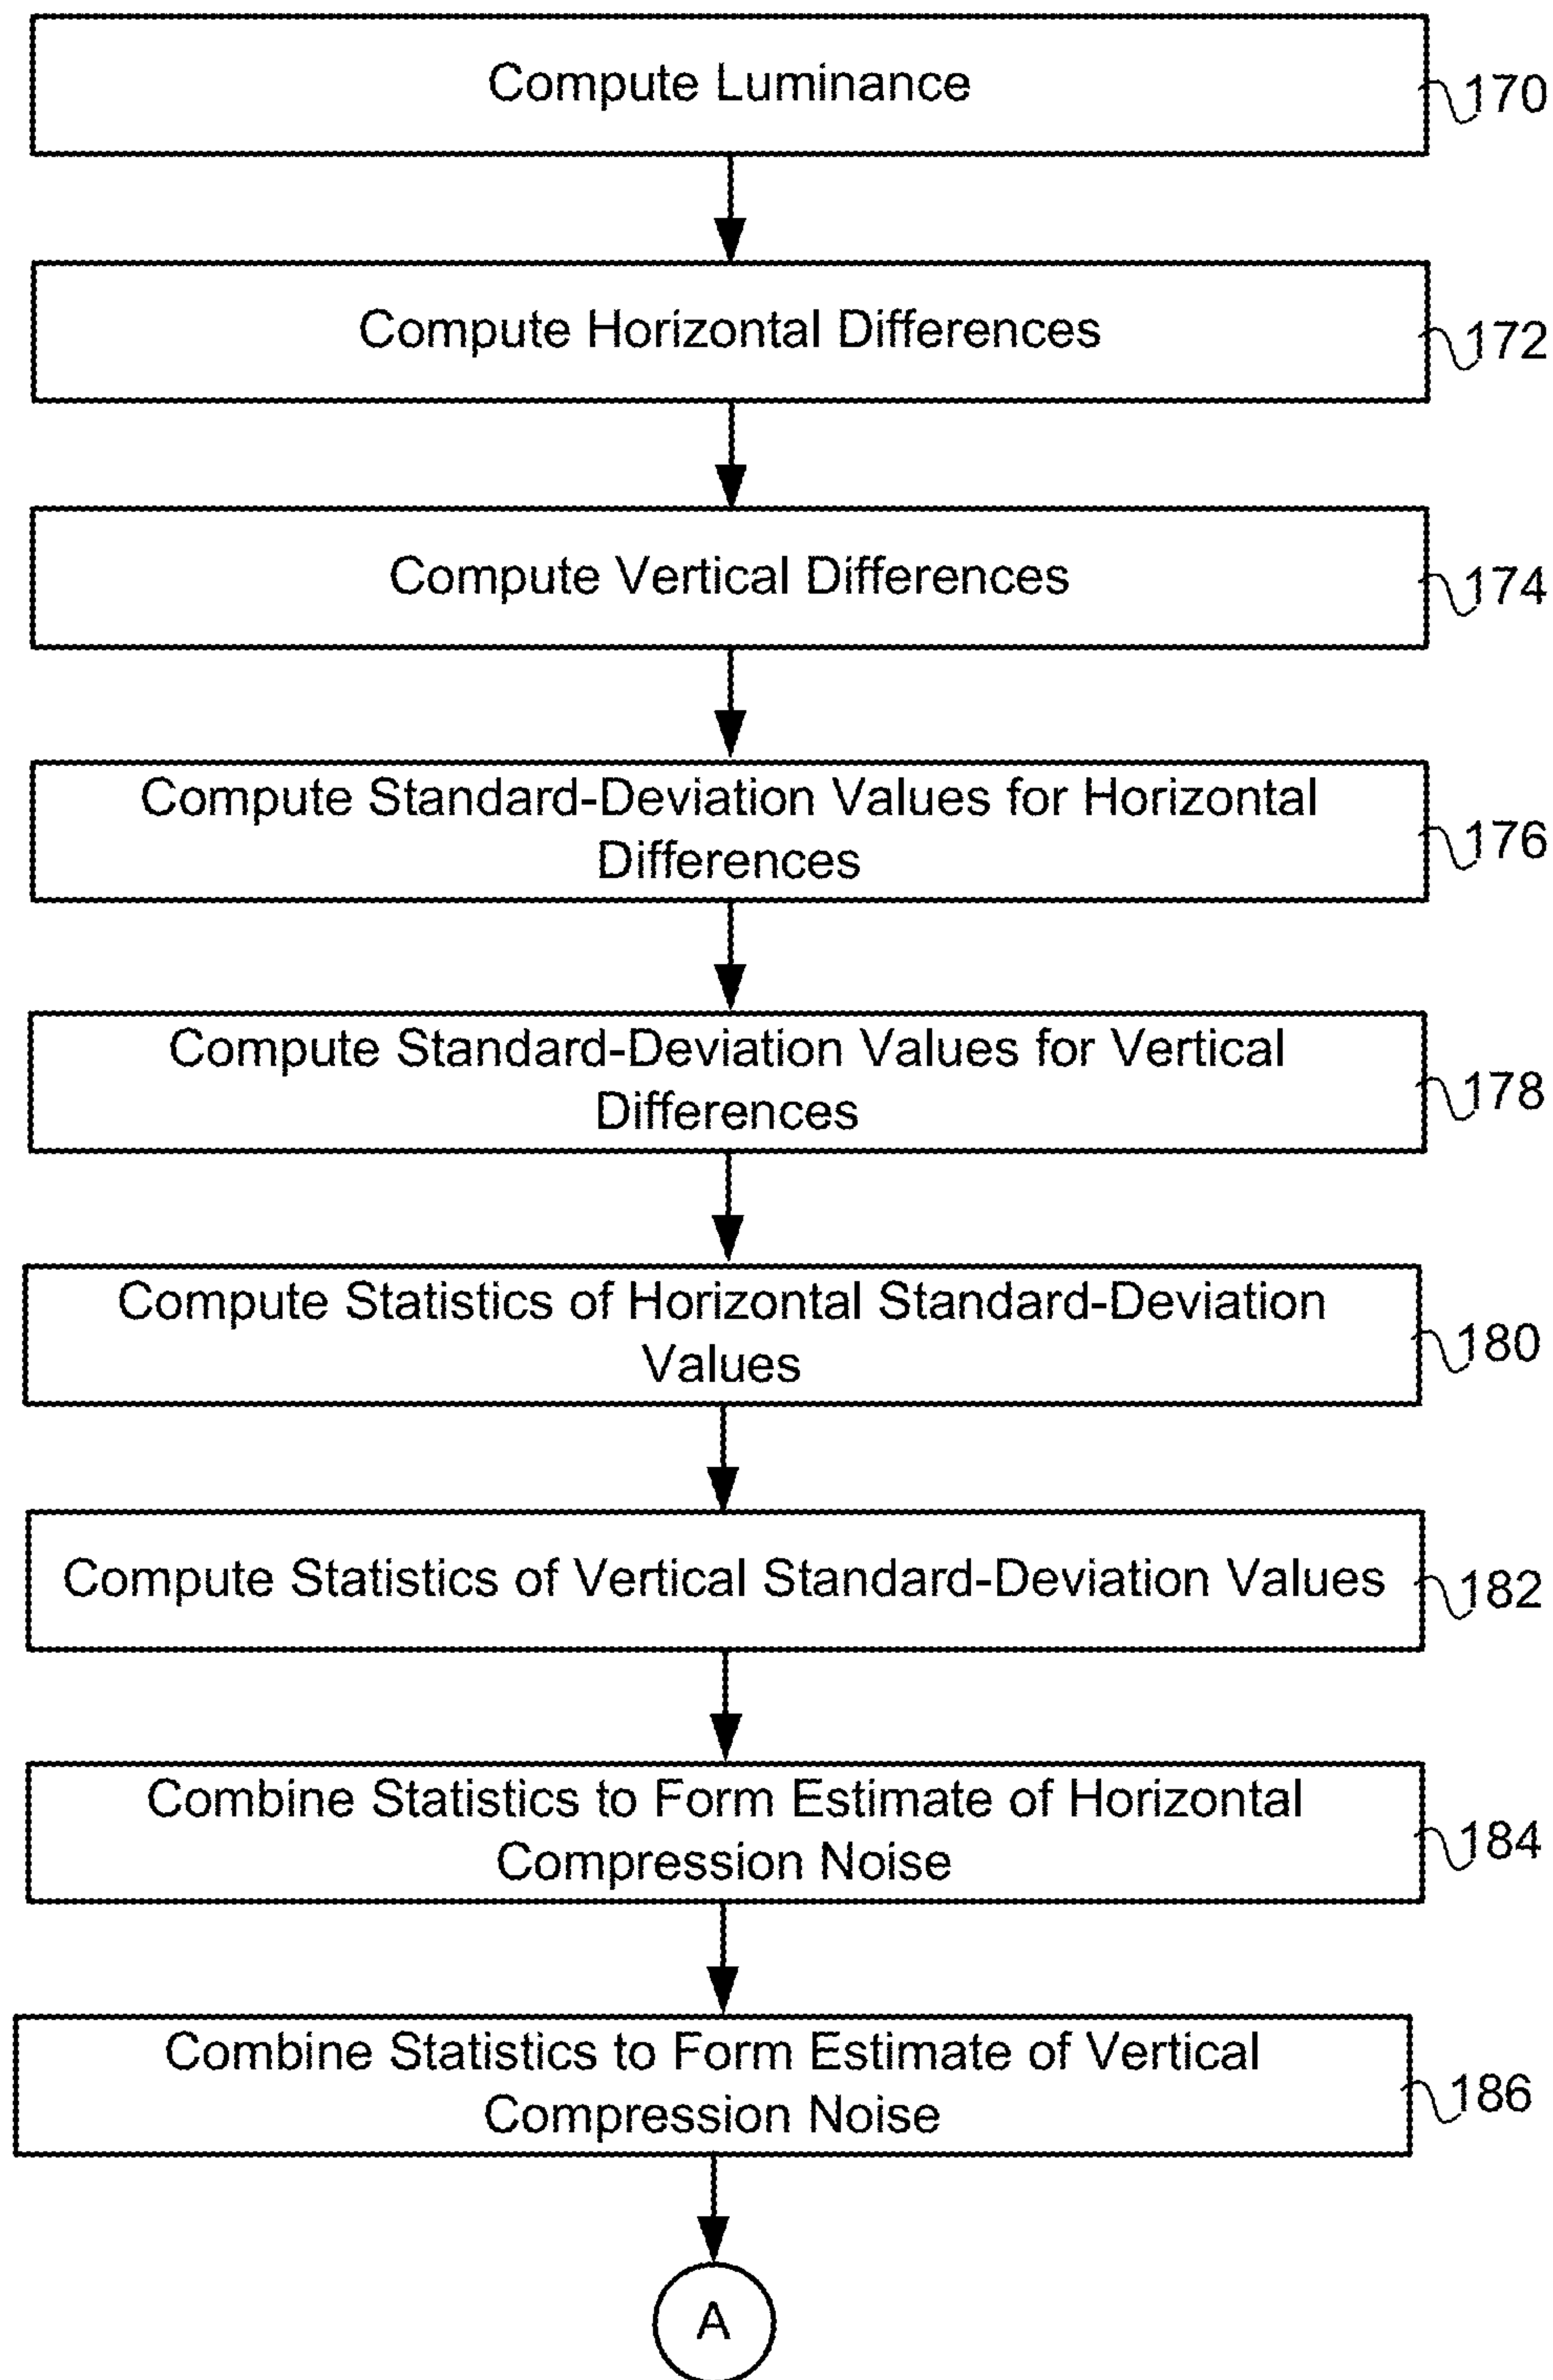 Compute Luminance
170
Compute Horizontal Differences
172
Compute Vertical Differences
174
Compute Standard-Deviation Values for Horizontal
Differences
176
Compute Standard-Deviation Values for Vertical
Differences
178
Compute Statistics of Horizontal Standard-Deviation
Values
180
Compute Statistics of Vertical Standard-Deviation Values
182
Combine Statistics to Form Estimate of Horizontal
Compression Noise
184
Combine Statistics to Form Estimate of Vertical
Compression Noise
186
A